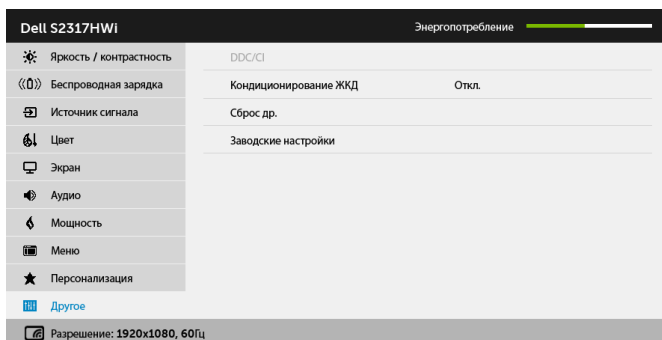 Dell S2317HWi Энергопотребление
Яркость / контрастность DDC/CI
Беспроводная зарядка Кондиционирование ЖКД Откл.
Источник сигнала Сброс др.
Цвет Заводские настройки
Экран
Аудио
Мощность
Меню
Персонализация
Другое
Разрешение: 1920x1080, 60Гц